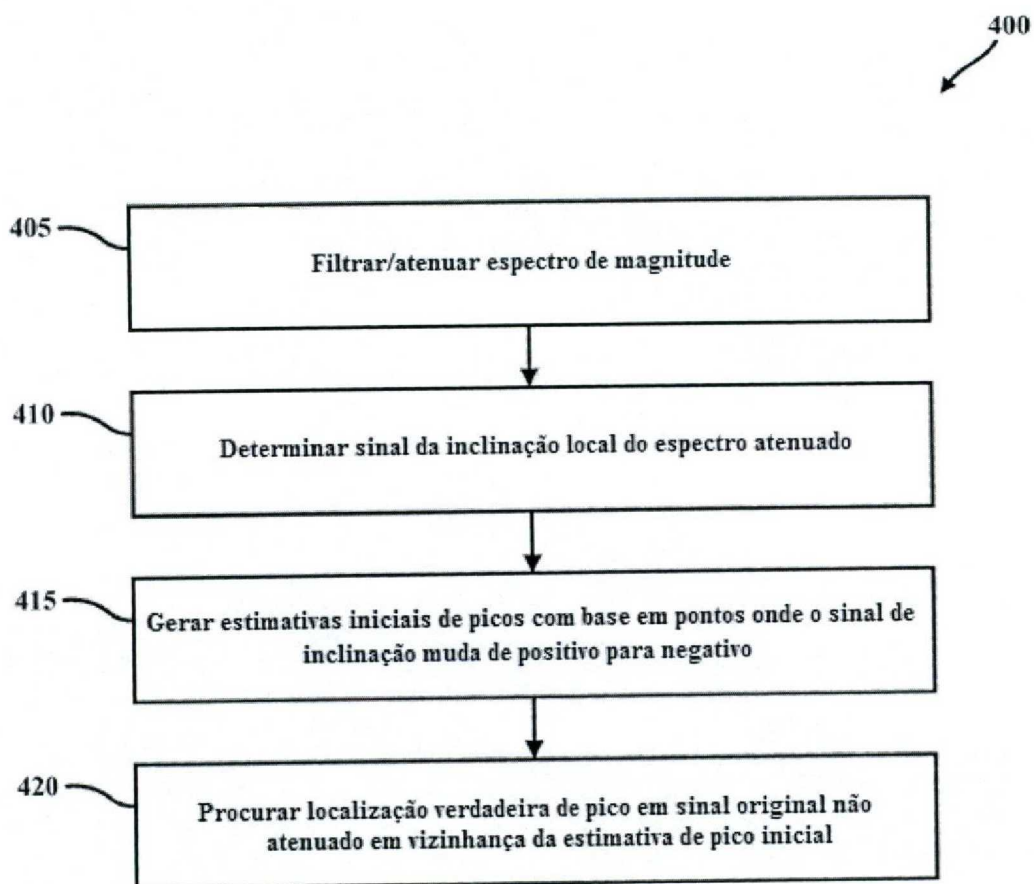 400
405
Filtrar/atenuar espectro de magnitude
410
Determinar sinal da inclinação local do espectro atenuado
415
Gerar estimativas iniciais de picos com base em pontos onde o sinal de
inclinação muda de positivo para negativo
420
Procurar localização verdadeira de pico em sinal original não
atenuado em vizinhança da estimativa de pico inicial